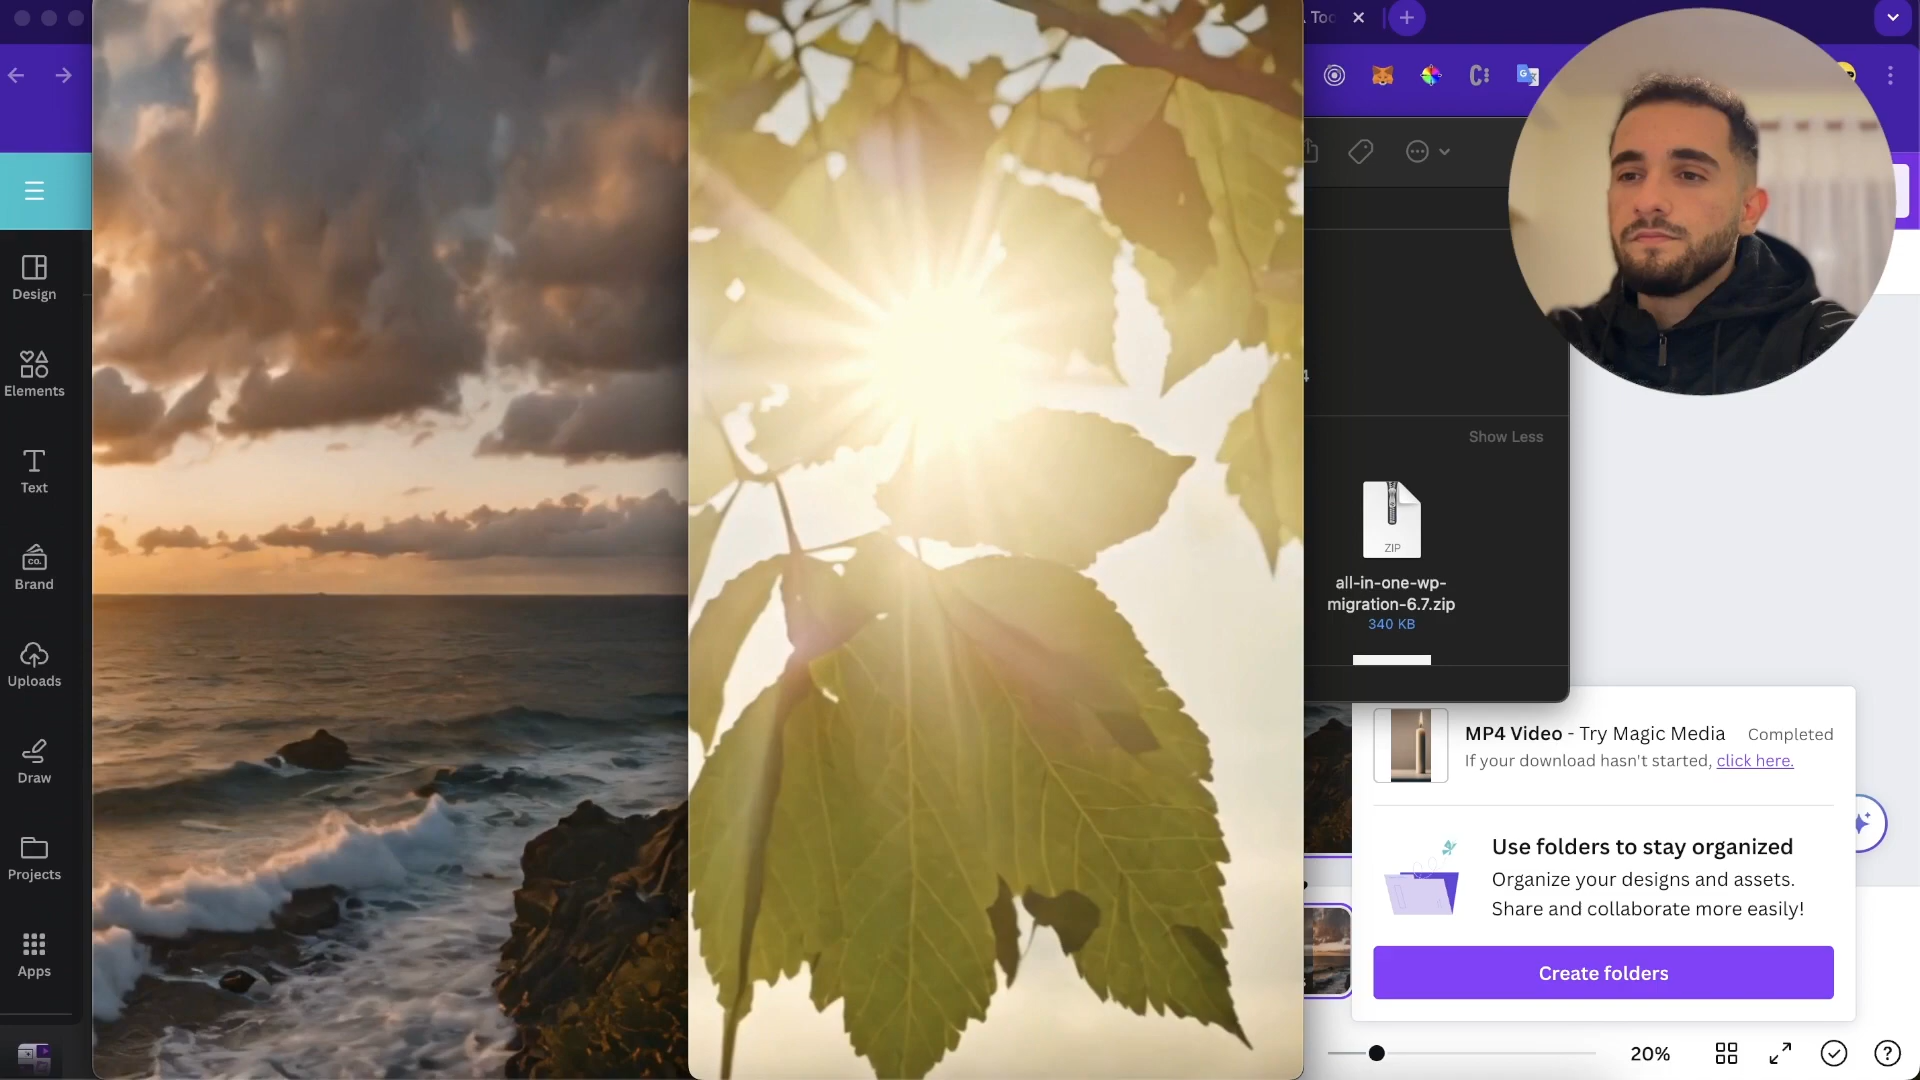 Too
Design
Elements
Text
CO.
Brand
Uploads
Draw
Projects
Apps
Show Less
ZIP
all-in-one-wp-
migration-6.7.zip
340 KB
MP4 Video - Try Magic Media Completed
If your download hasn't started, click here.
Use folders to stay organized
Organize your designs and assets.
Share and collaborate more easily!
Create folders
20%